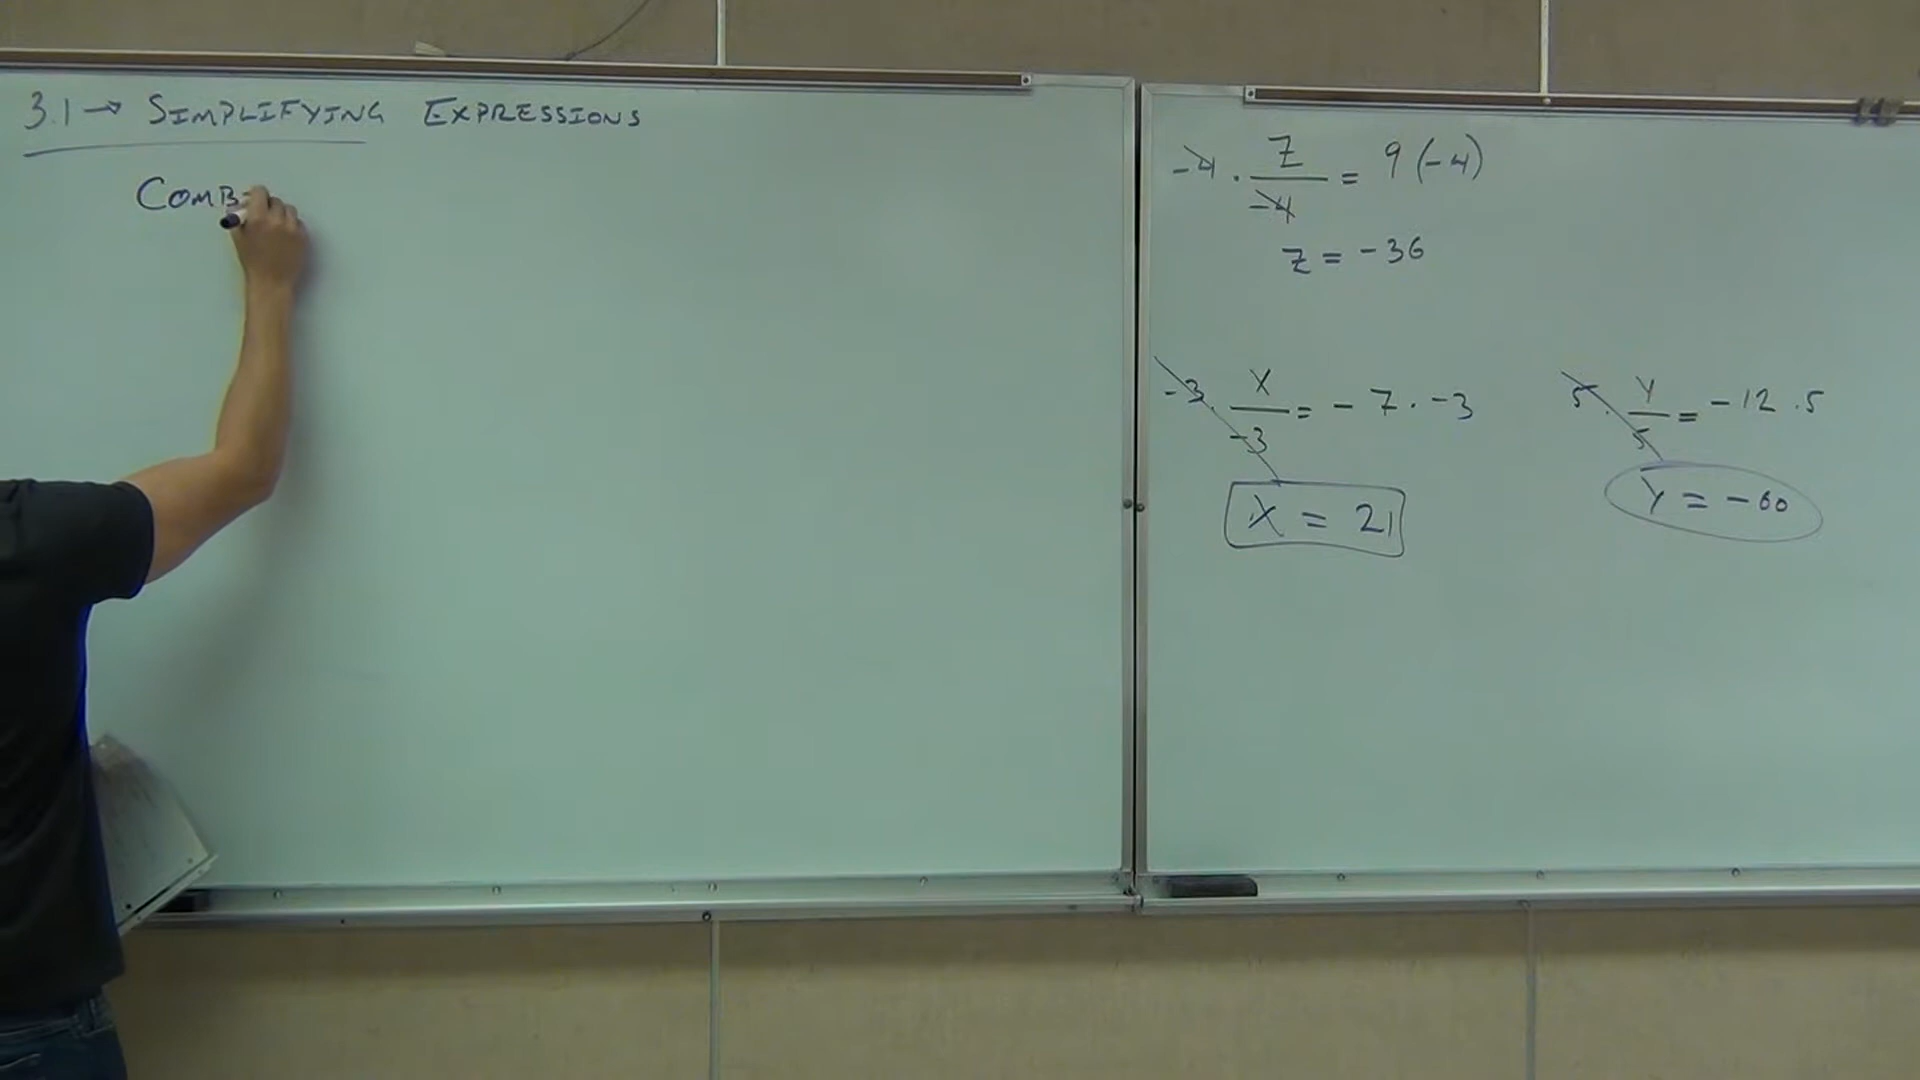 3.1 → SIMPLIFYING EXPRESSIONS
COMB
-4 · z/-4 = 9(-4)
z = -36
-3 · x/-3 = -7 · -3
x = 21
5 · y/5 = -12 · 5
y = -60